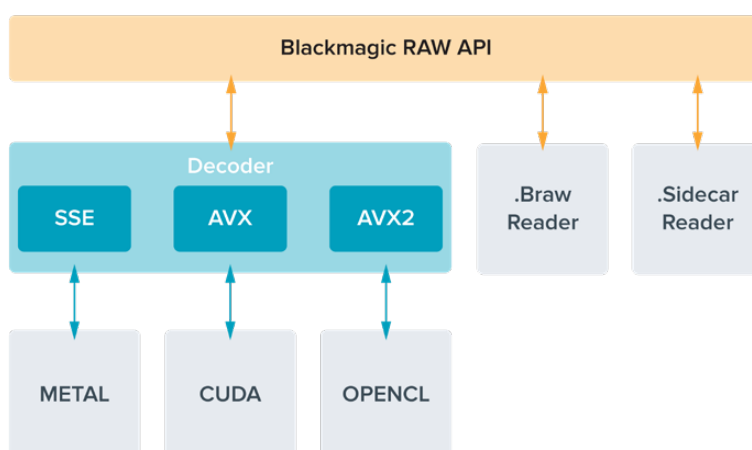 Blackmagic RAW API
Decoder
SSE
AVX
AVX2
.Braw
Reader
.Sidecar
Reader
METAL
CUDA
OPENCL